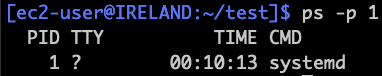 [ec2-user@IRELAND:~/test]$ ps -p 1
  PID TTY          TIME CMD
    1 ?        00:10:13 systemd